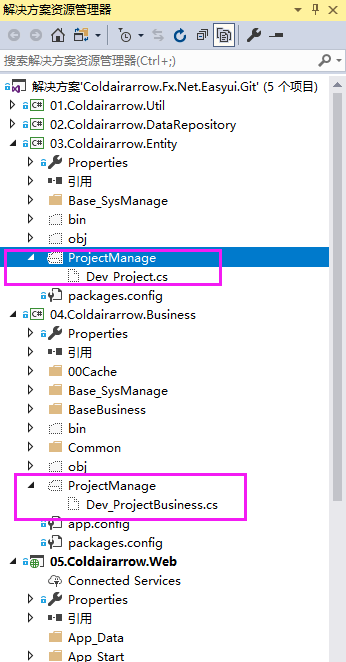 解决方案资源管理器
搜索解决方案资源管理器(Ctrl+;)
解决方案'Coldairarrow.Fx.Net.Easyui.Git' (5 个项目)
C# 01.Coldairarrow.Util
C# 02.Coldairarrow.DataRepository
C# 03.Coldairarrow.Entity
Properties
引用
Base_SysManage
bin
obj
ProjectManage
Dev_Project.cs
packages.config
C# 04.Coldairarrow.Business
Properties
引用
00Cache
Base_SysManage
BaseBusiness
bin
Common
obj
ProjectManage
Dev_ProjectBusiness.cs
app.config
packages.config
05.Coldairarrow.Web
Connected Services
Properties
引用
App_Data
App_Start